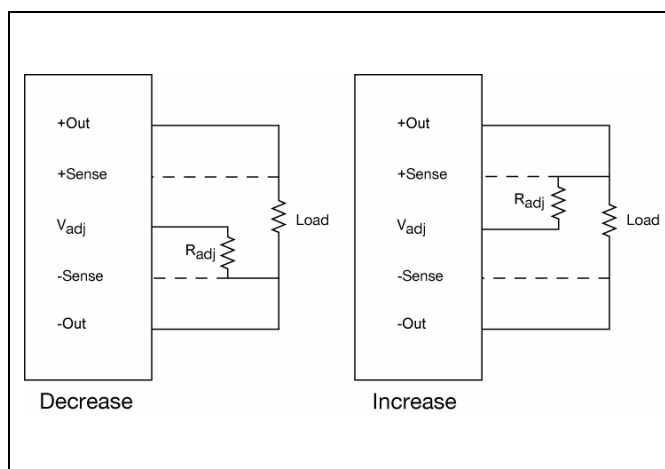 +Out
+Sense
Vadj
-Sense
-Out
Radj
Load
Decrease
+Out
+Sense
Vadj
-Sense
-Out
Radj
Load
Increase